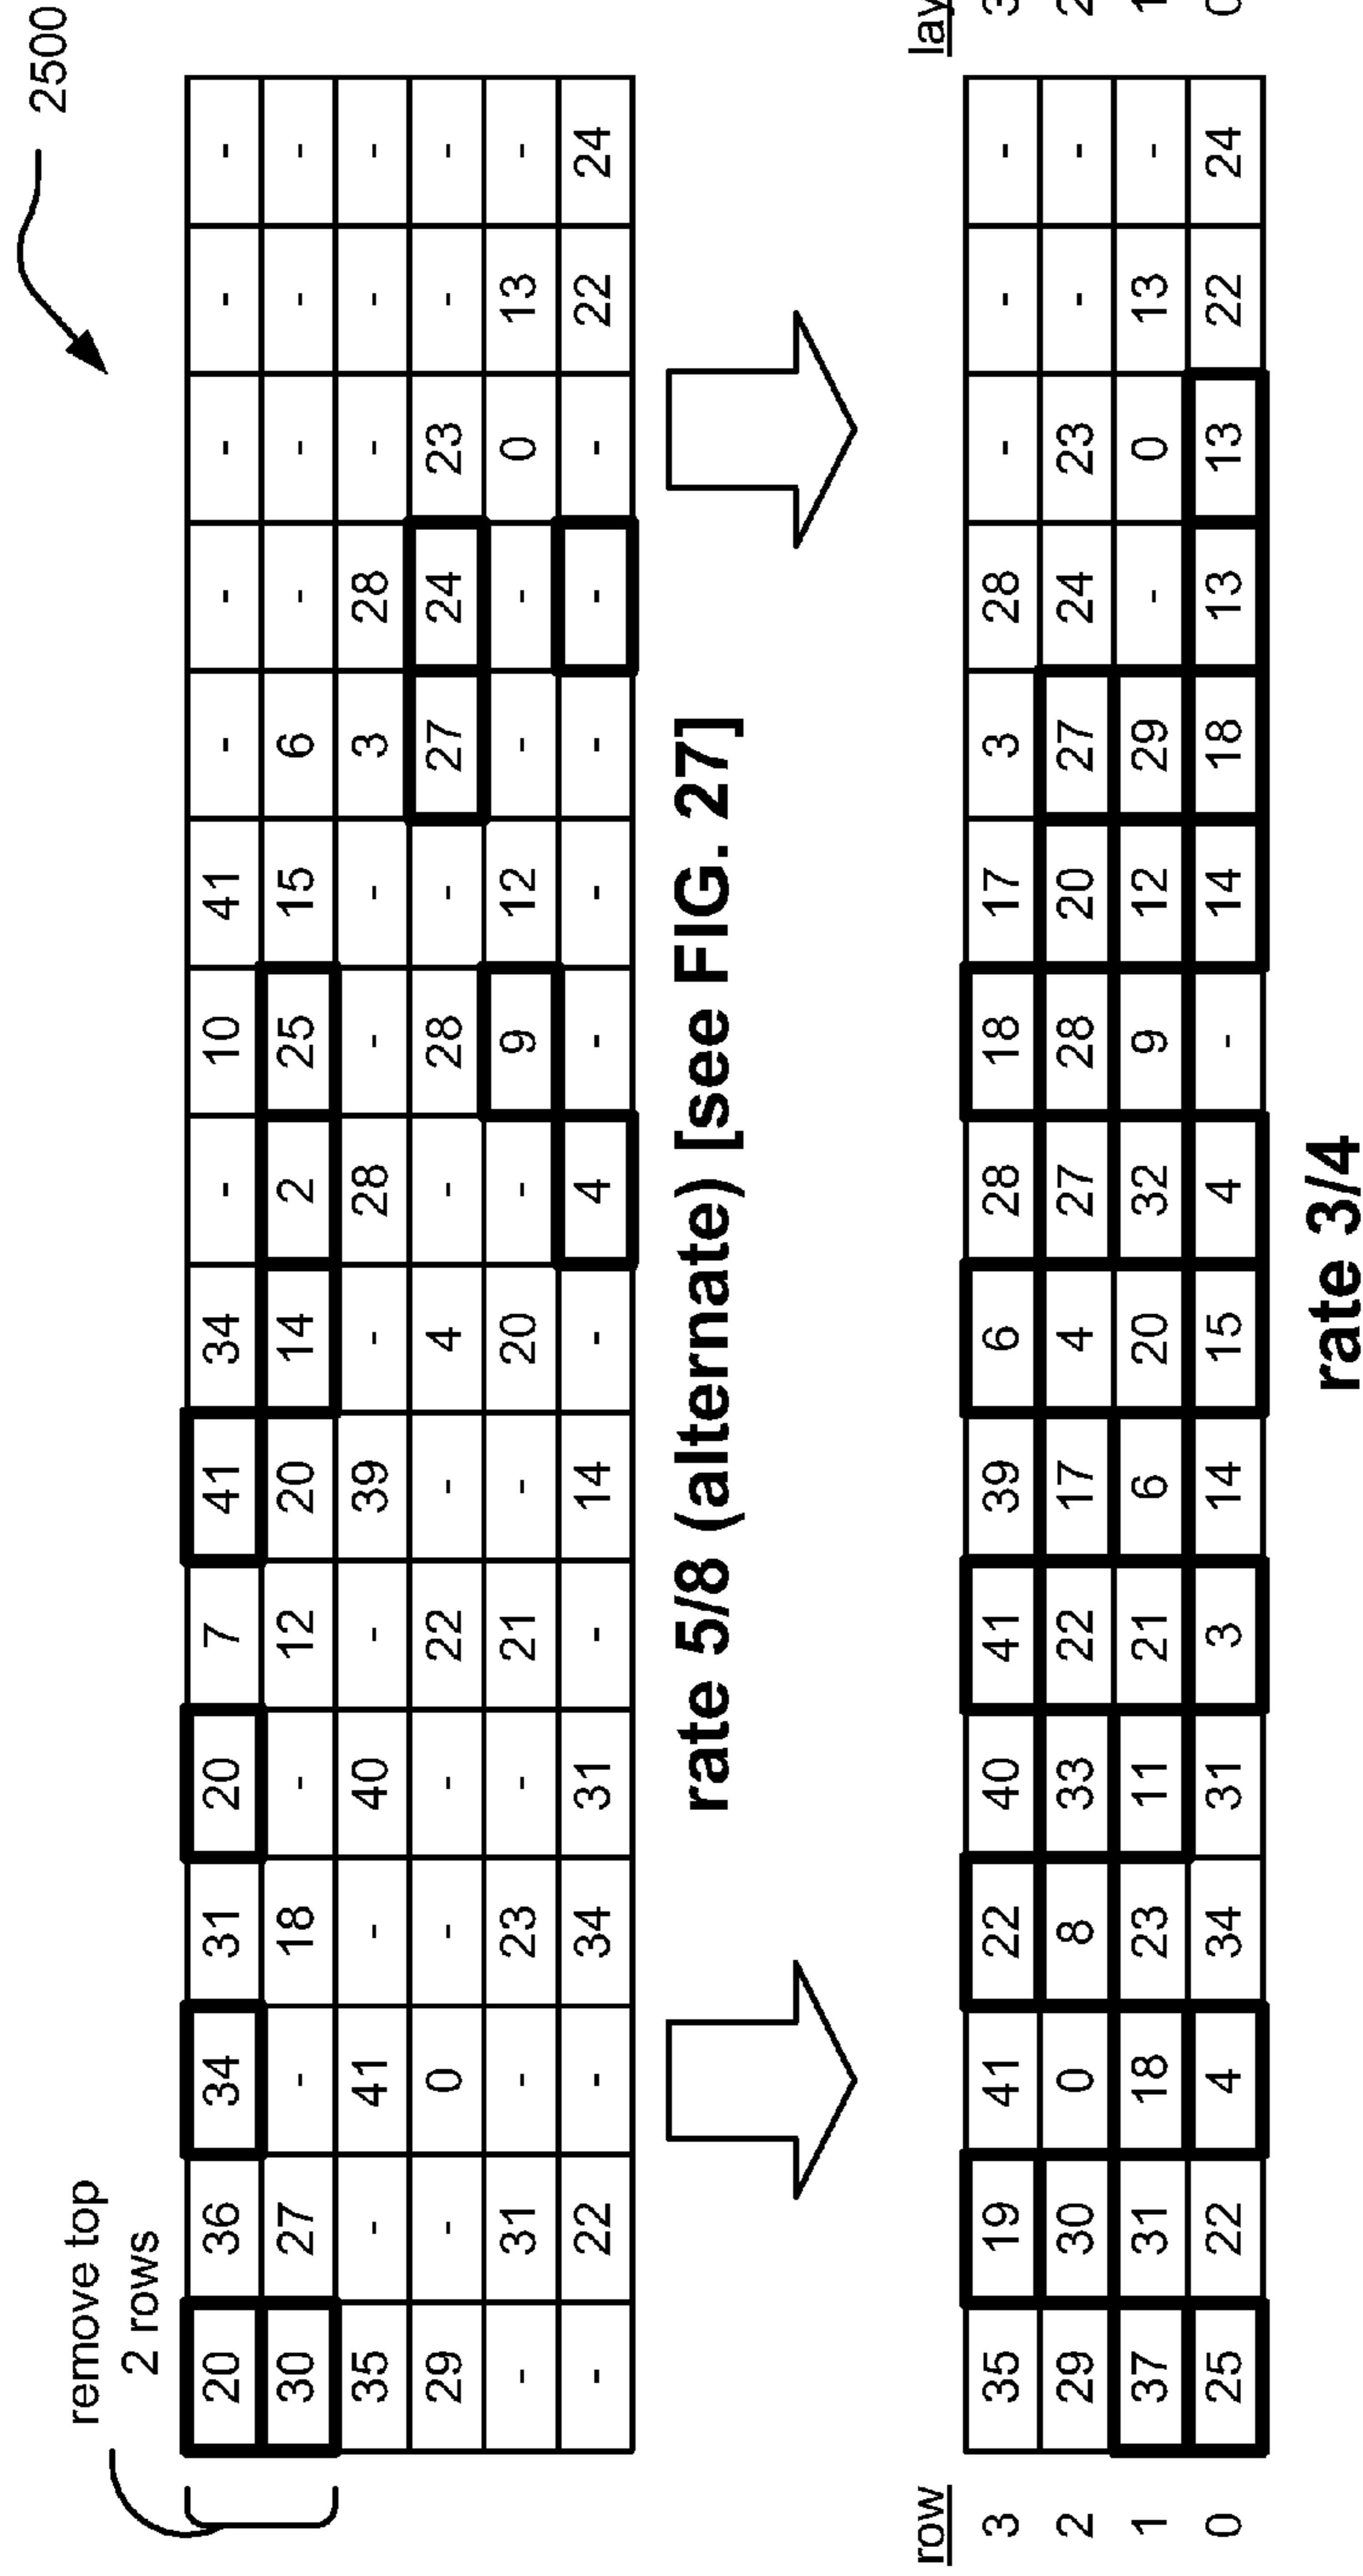 2500
remove top
2 rows
20 36 34 31 20 7 41 34 - 10 41 - - - - -
30 27 - 18 - 12 20 14 2 25 15 6 - - - -
35 - 41 - 40 - 39 - 28 - - 3 28 - - -
29 - 0 - - 22 - 4 - 28 - 27 24 23 - -
- 31 - 23 - 21 - 20 - 9 12 - - 0 13 -
- 22 - 34 31 - 14 - 4 - - - - - 22 24
rate 5/8 (alternate) [see FIG. 27]
row lay
3 35 19 41 22 40 41 39 6 28 18 17 3 28 - - - 3
2 29 30 0 8 33 22 17 4 27 28 20 27 24 23 - - 2
1 37 31 18 23 11 21 6 20 32 9 12 29 - 0 13 - 1
0 25 22 4 34 31 3 14 15 4 - 14 18 13 13 22 24 0
rate 3/4